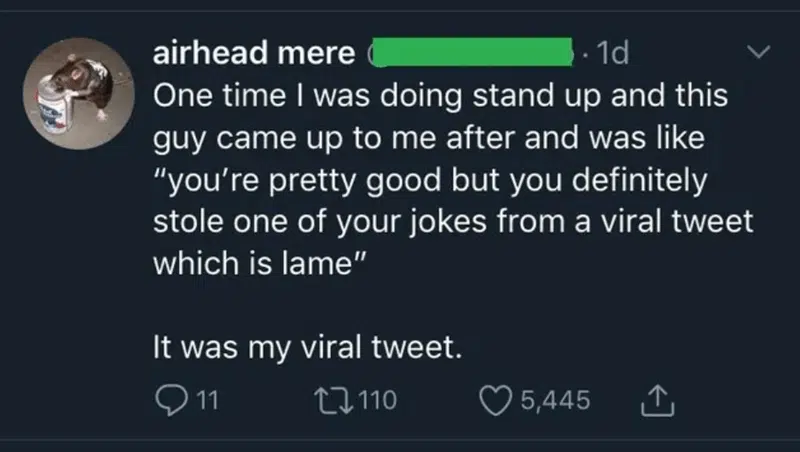 airhead mere · 1d
One time I was doing stand up and this
guy came up to me after and was like
“you’re pretty good but you definitely
stole one of your jokes from a viral tweet
which is lame”
It was my viral tweet.
11 110 5,445